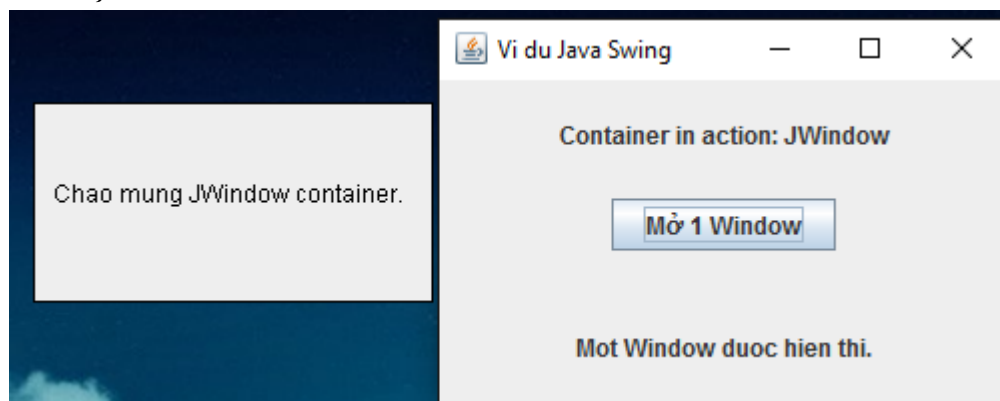 Vi du Java Swing
Container in action: JWindow
Chao mung JWindow container.
Mở 1 Window
Mot Window duoc hien thi.